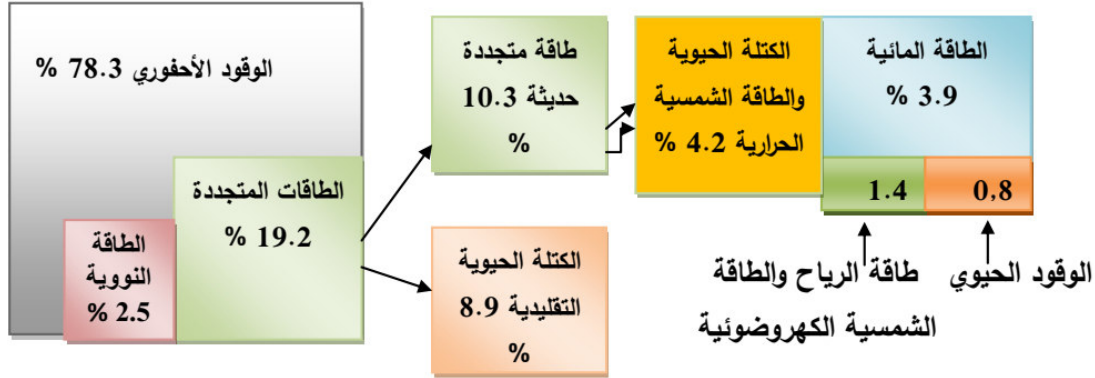 الوقود الأحفوري 78.3 %
الطاقات المتجددة
19.2 %
الطاقة
النووية
2.5 %
طاقة متجددة
حديثة 10.3
%
الكتلة الحيوية
التقليدية 8.9
%
الكتلة الحيوية
والطاقة الشمسية
الحرارية 4.2 %
الطاقة المائية
3.9 %
1.4
0,8
طاقة الرياح والطاقة
الشمسية الكهروضوئية
الوقود الحيوي